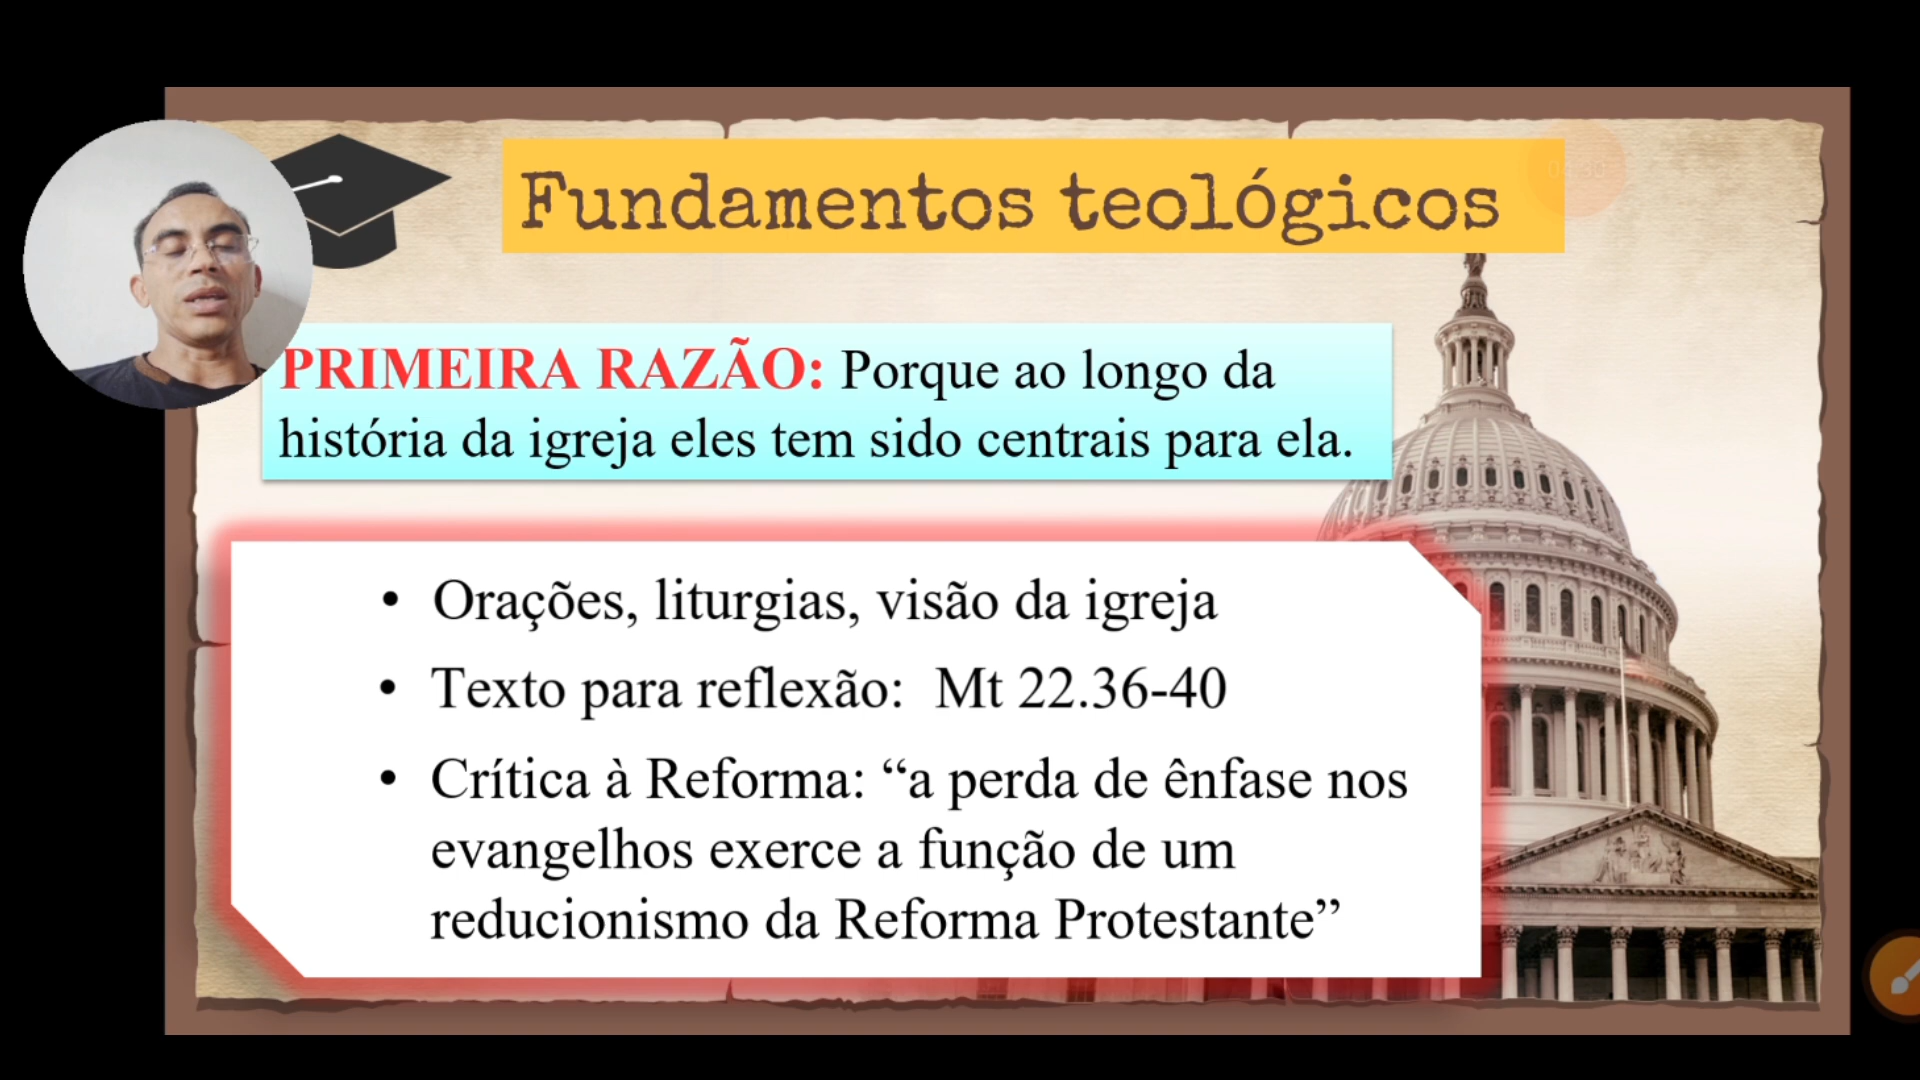 Fundamentos teológicos
PRIMEIRA RAZÃO: Porque ao longo da
história da igreja eles tem sido centrais para ela.
• Orações, liturgias, visão da igreja
• Texto para reflexão: Mt 22.36-40
• Crítica à Reforma: “a perda de ênfase nos
evangelhos exerce a função de um
reducionismo da Reforma Protestante”